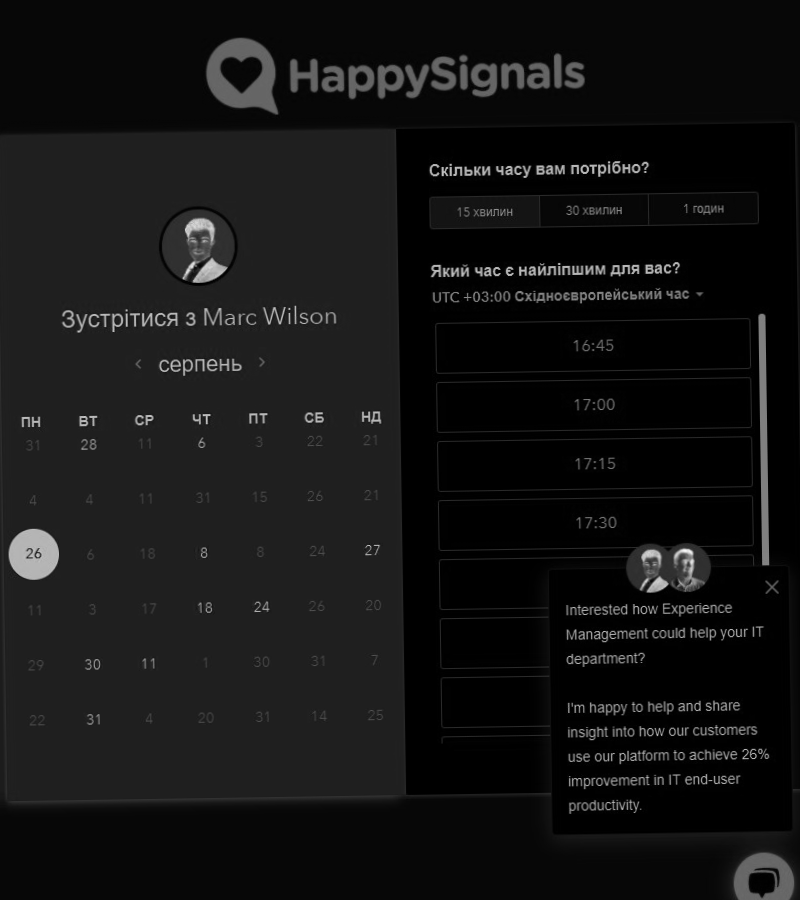 HappySignals
Зустрітися з Marc Wilson
серпень
ПН ВТ СР ЧТ ПТ СБ НД
31 28 11 6 3 22 21
4 4 11 31 15 26 21
26 6 18 8 8 24 27
11 3 17 18 24 26 20
29 30 11 1 30 31 7
22 31 4 20 31 14 25
Скільки часу вам потрібно?
15 хвилин 30 хвилин 1 годин
Який час є найліпшим для вас?
UTC +03:00 Східноєвропейський час
16:45
17:00
17:15
17:30
Interested how Experience
Management could help your IT
department?
I'm happy to help and share
insight into how our customers
use our platform to achieve 26%
improvement in IT end-user
productivity.